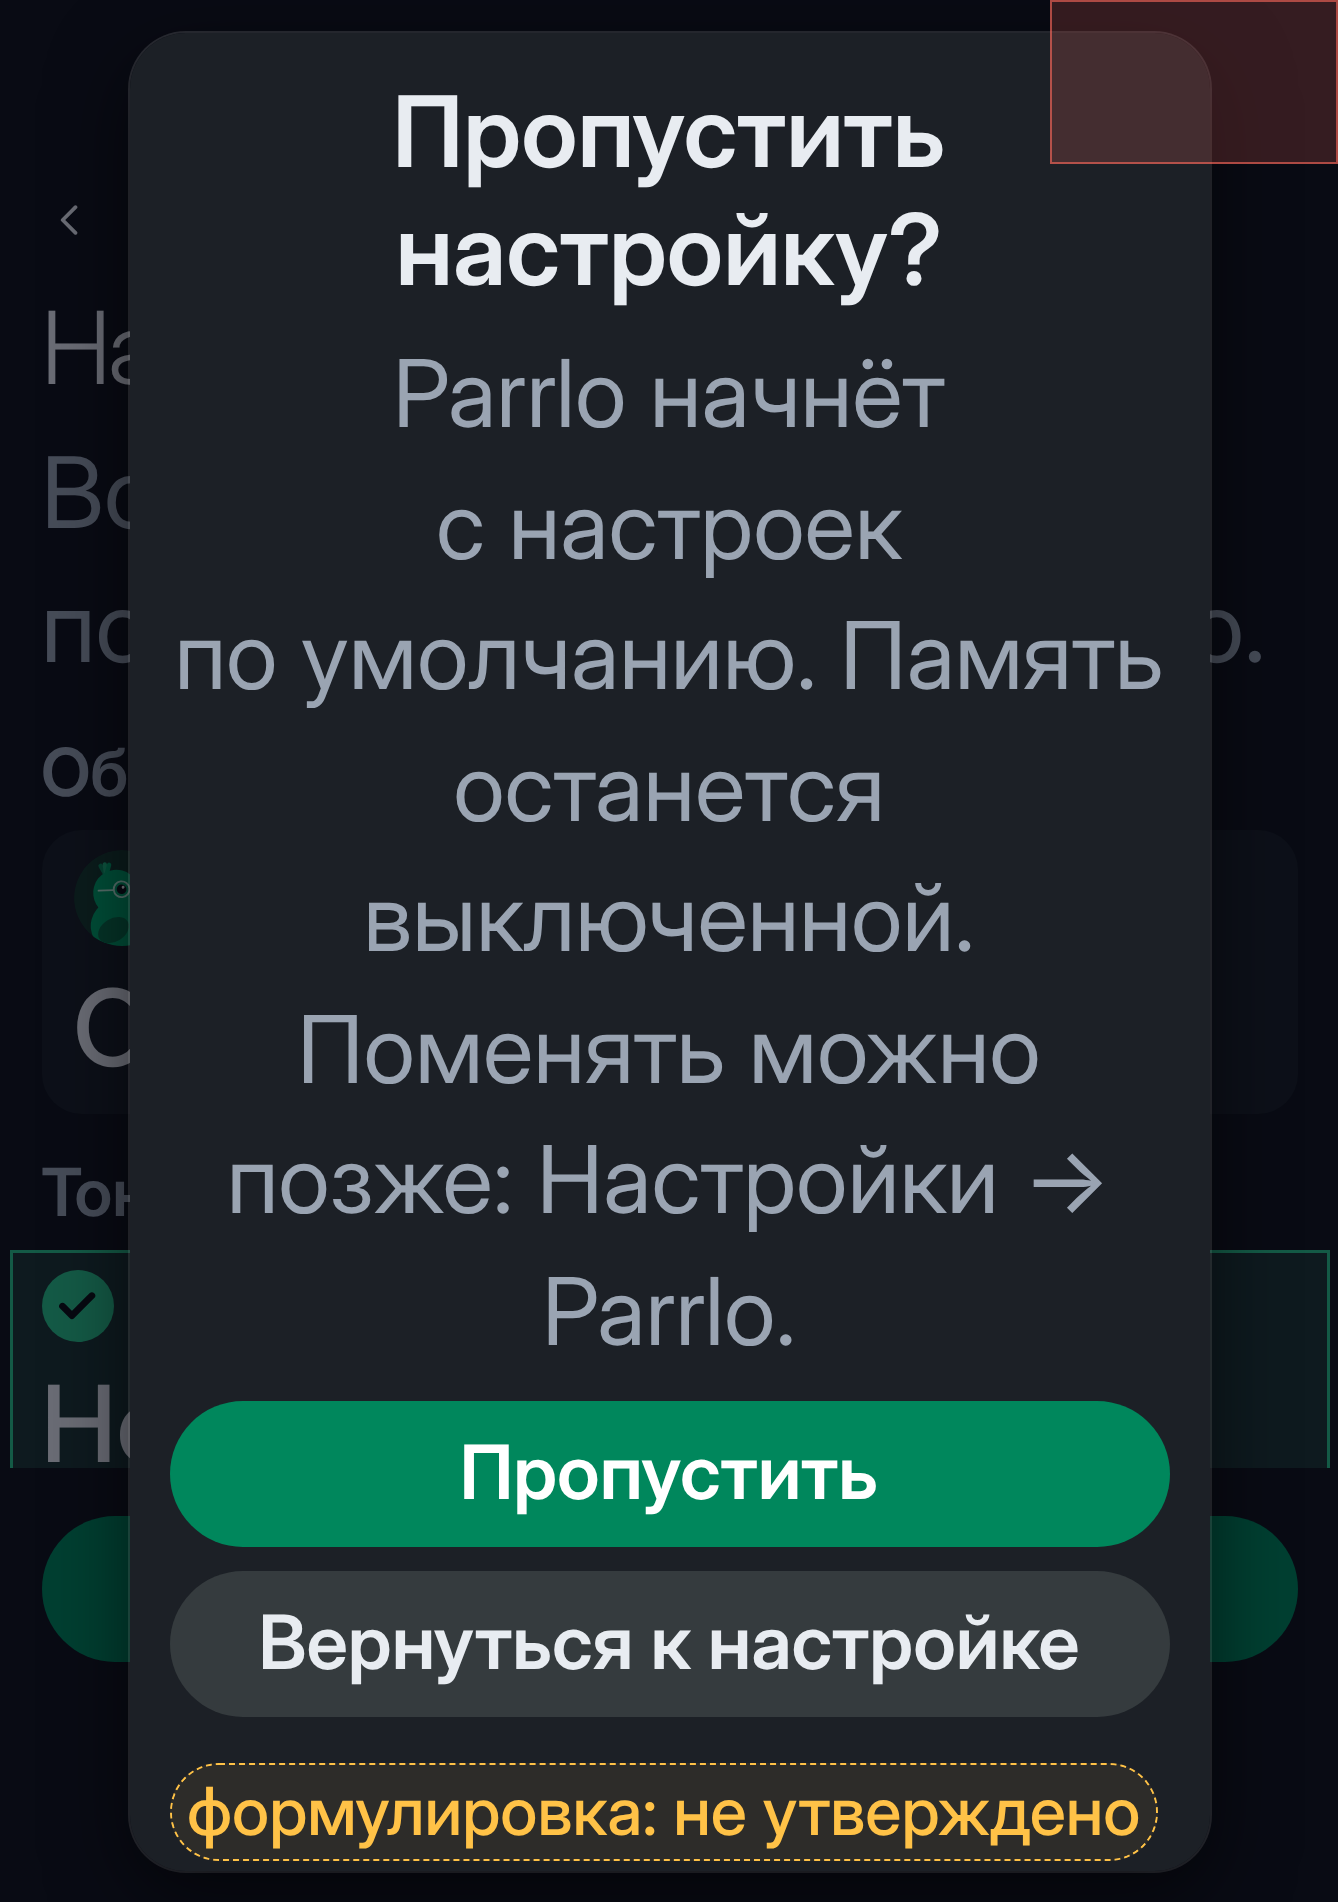 Пропустить
настройку?
Parrlo начнёт
с настроек
по умолчанию. Память
останется
выключенной.
Поменять можно
позже: Настройки →
Parrlo.
Пропустить
Вернуться к настройке
формулировка: не утверждено